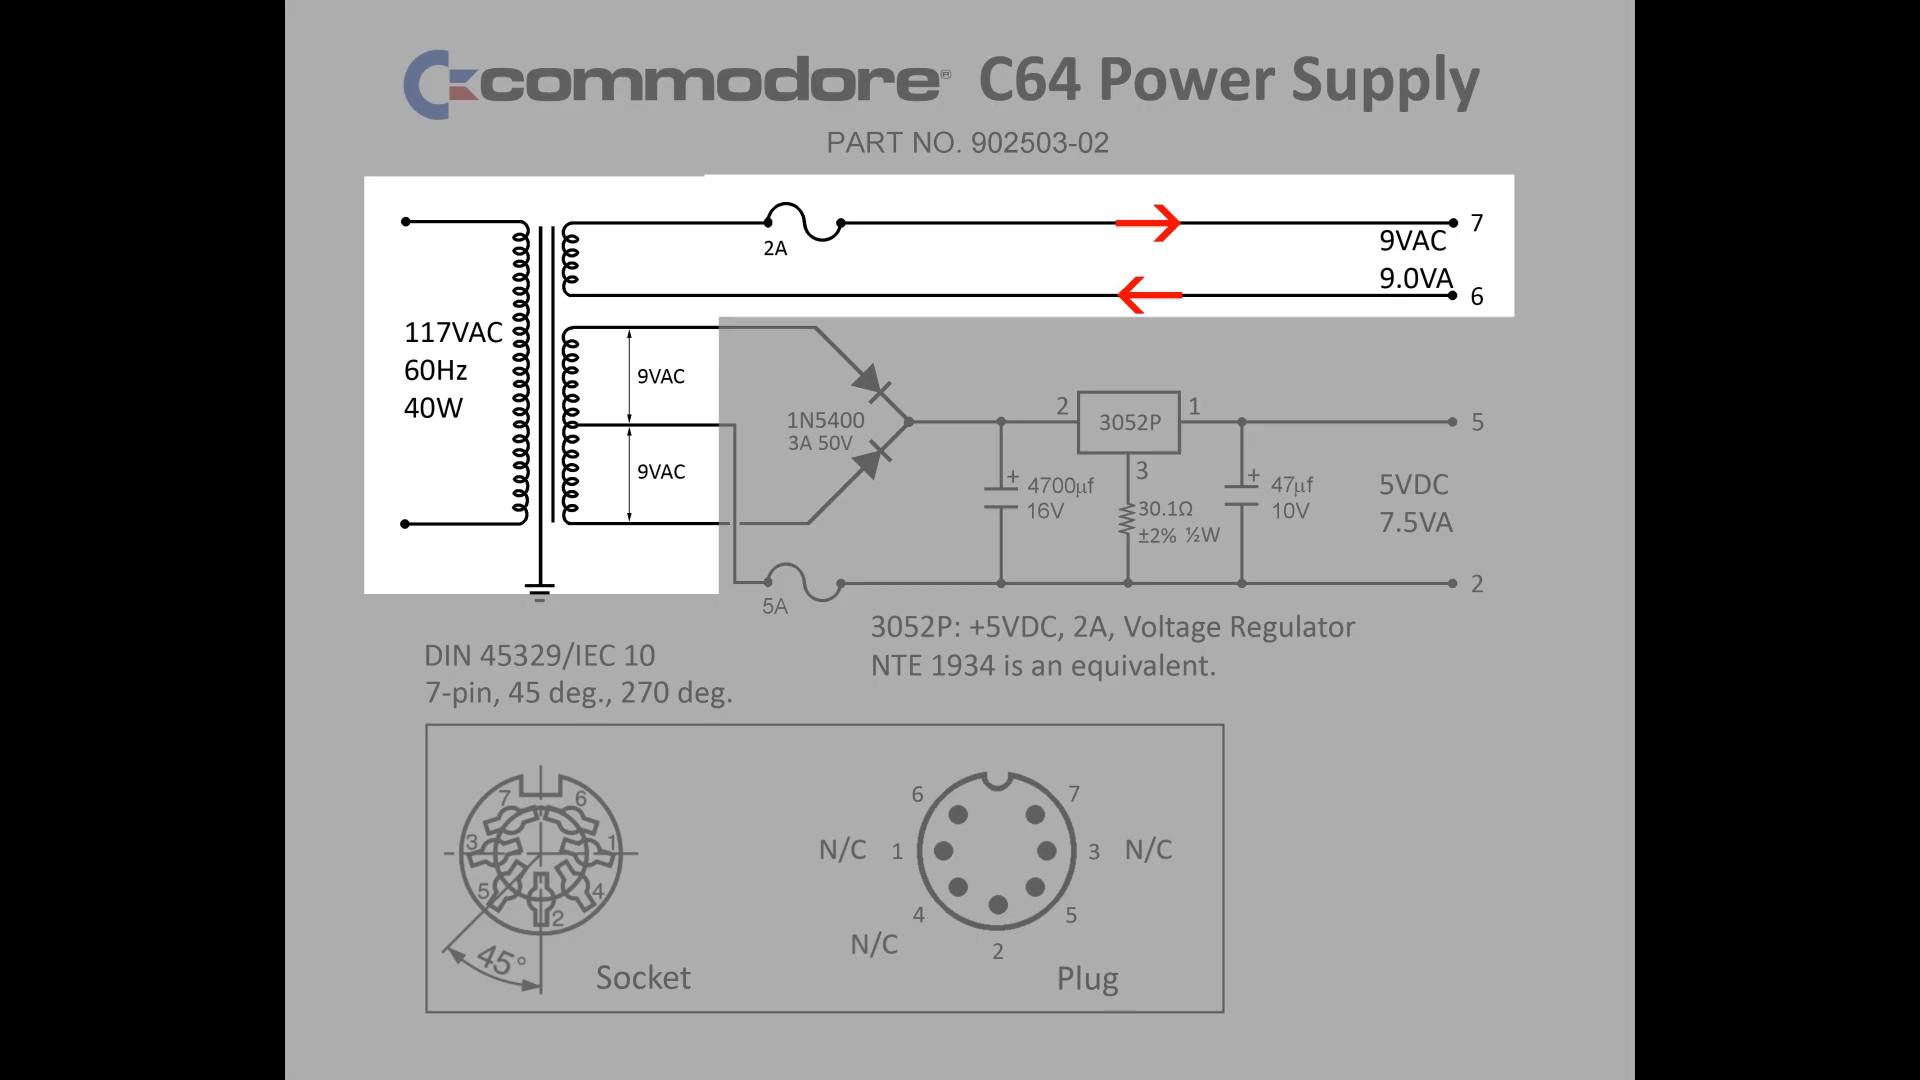 commodore® C64 Power Supply
PART NO. 902503-02
7
2A
9VAC
9.0VA
6
117VAC
60Hz
40W
9VAC
9VAC
1N5400
3A 50V
2
3052P
1
5
3
+
4700µf
16V
30.1Ω
±2% ½W
+
47µf
10V
5VDC
7.5VA
5A
2
3052P: +5VDC, 2A, Voltage Regulator
NTE 1934 is an equivalent.
DIN 45329/IEC 10
7-pin, 45 deg., 270 deg.
7
6
3
1
5
4
2
45°
Socket
6
7
N/C 1
3 N/C
4
5
N/C
2
Plug